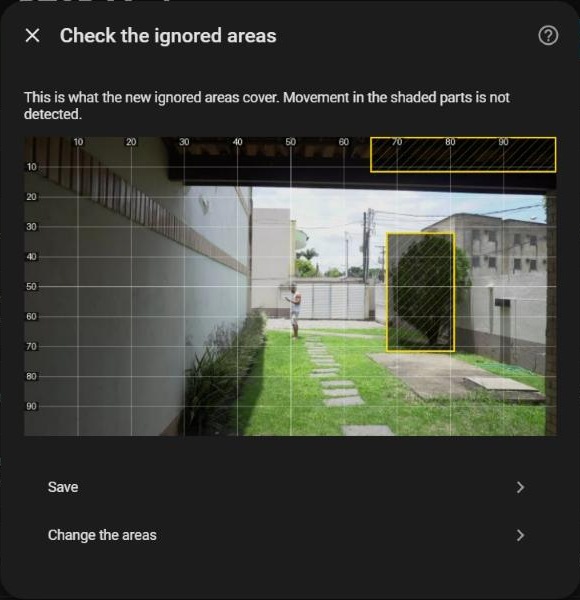 Check the ignored areas
This is what the new ignored areas cover. Movement in the shaded parts is not
detected.
10 20 30 40 50 60 70 80 90
10
20
30
40
50
60
70
80
90
Save
Change the areas